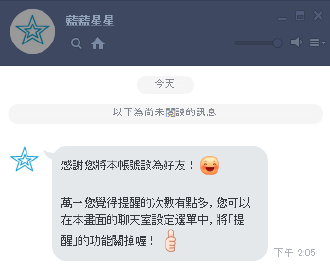 藍藍星星
今天
以下為尚未閱讀的訊息
感謝您將本帳號設為好友！
萬一您覺得提醒的次數有點多，您可以
在本畫面的聊天室設定選單中，將「提
醒」的功能關掉喔！
下午 2:05